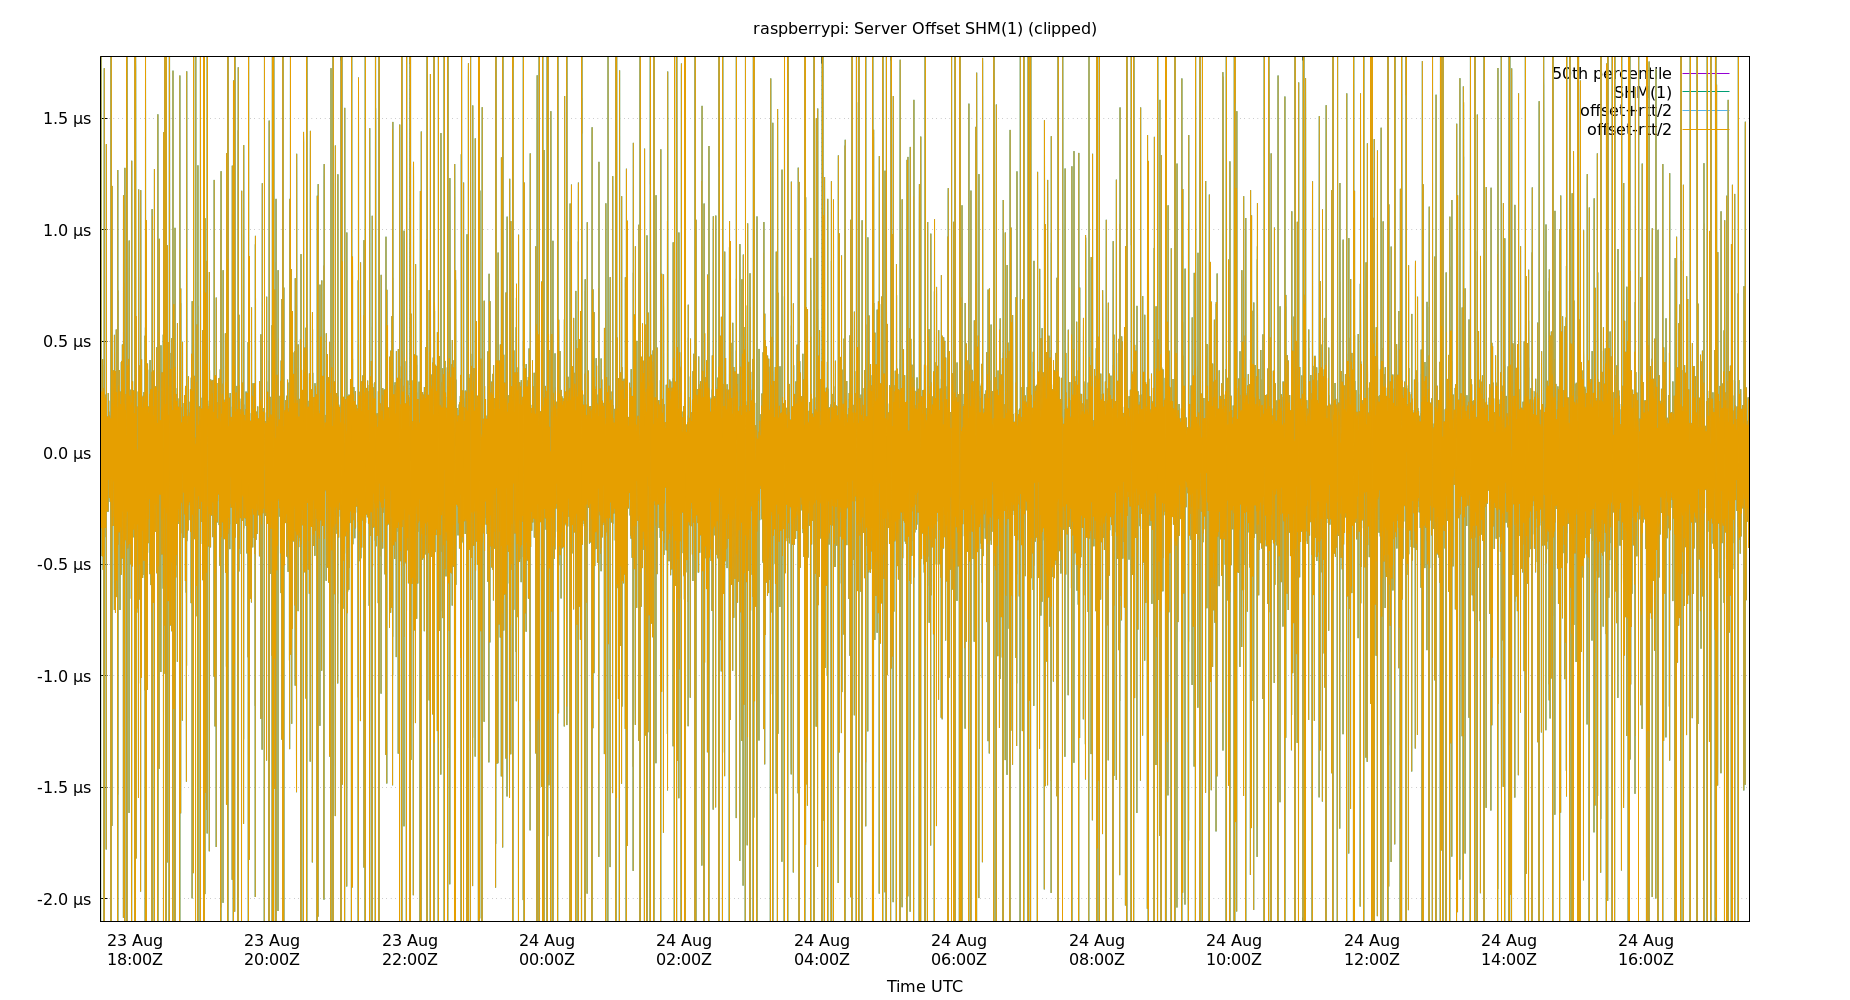 raspberrypi: Server Offset SHM(1) (clipped)
50th percentile
SHM(1)
offset+rtt/2
offset-rtt/2
1.5 µs
1.0 µs
0.5 µs
0.0 µs
-0.5 µs
-1.0 µs
-1.5 µs
-2.0 µs
23 Aug 23 Aug 23 Aug 24 Aug 24 Aug 24 Aug 24 Aug 24 Aug 24 Aug 24 Aug 24 Aug 24 Aug
18:00Z 20:00Z 22:00Z 00:00Z 02:00Z 04:00Z 06:00Z 08:00Z 10:00Z 12:00Z 14:00Z 16:00Z
Time UTC